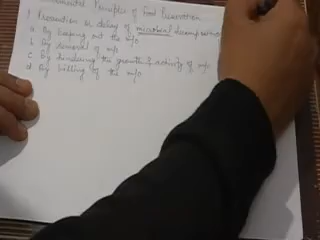 Principles of Food Preservation
1 Prevention or delay of microbial decomposition
a By keeping out the m/o
b By removal of m/o
c By hindering the growth & activity of m/o
d By killing of the m/o